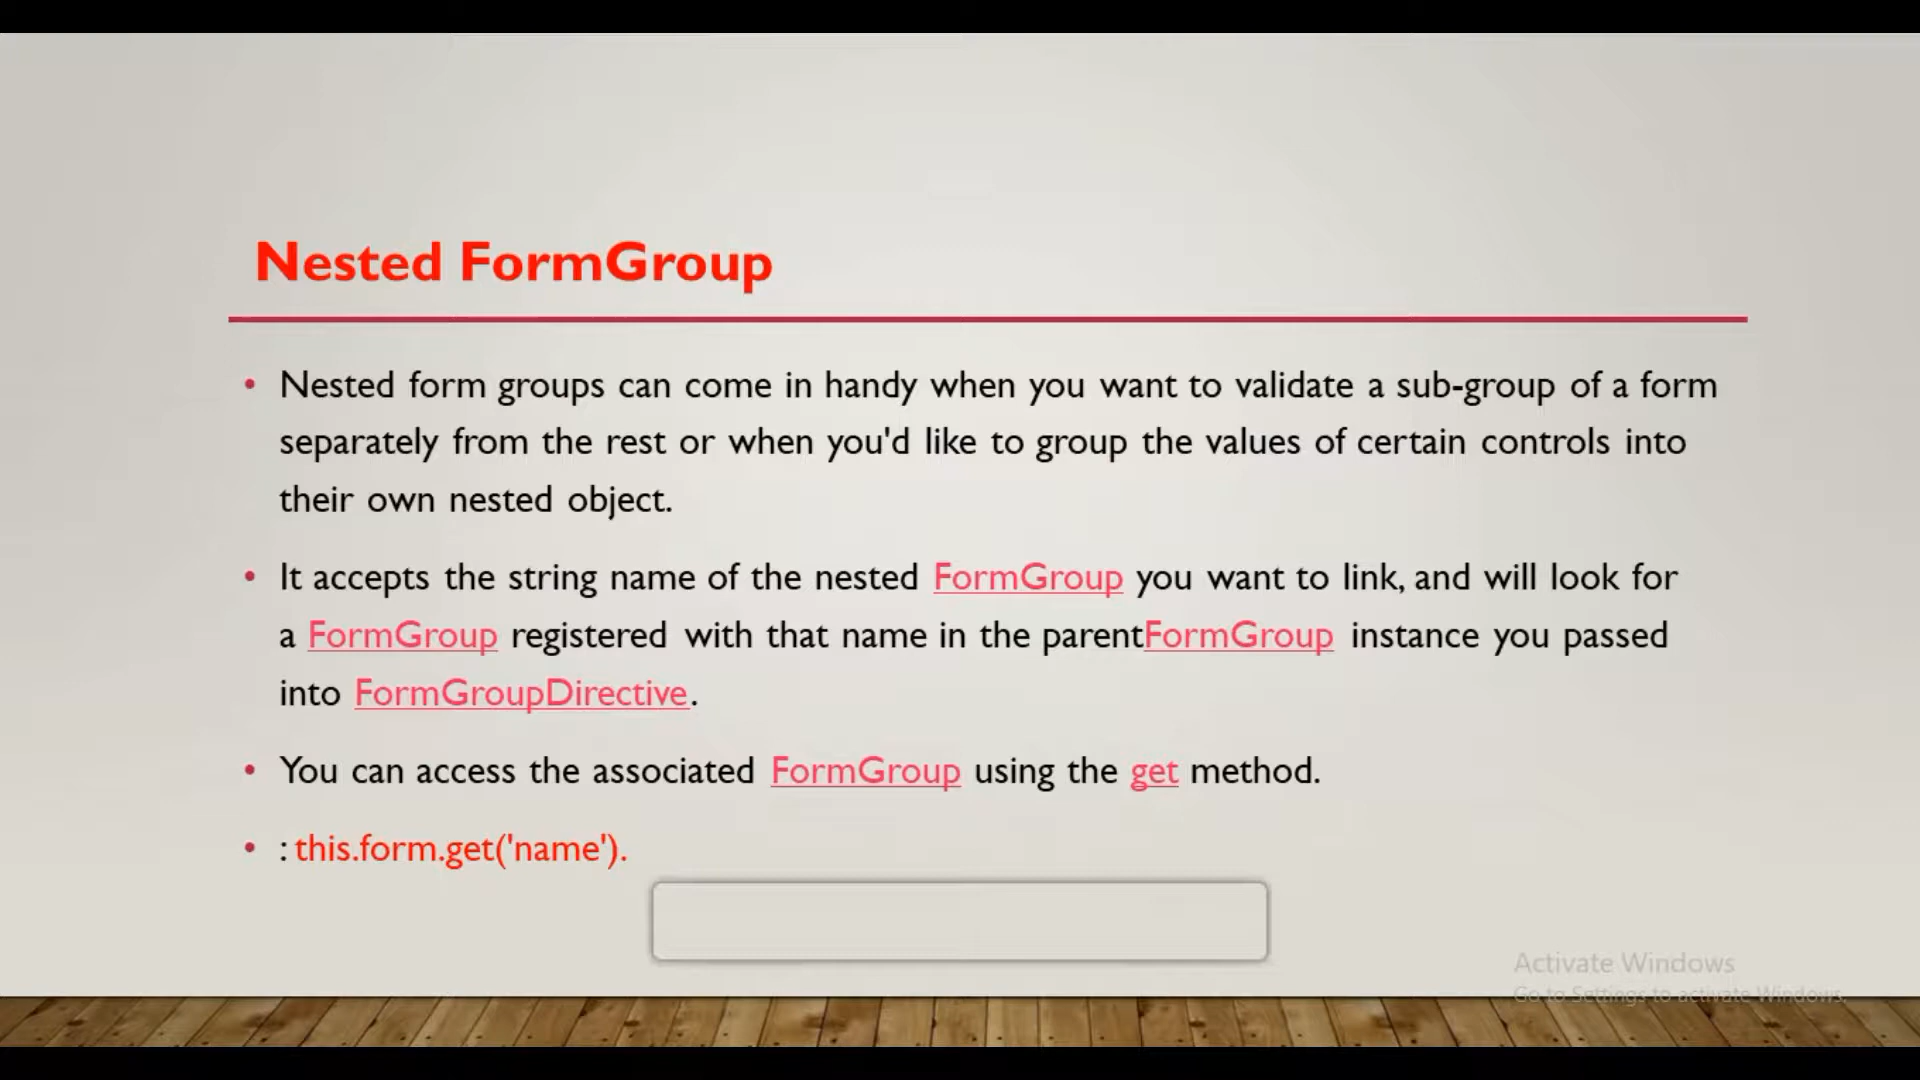 Nested FormGroup
• Nested form groups can come in handy when you want to validate a sub-group of a form
separately from the rest or when you'd like to group the values of certain controls into
their own nested object.
• It accepts the string name of the nested FormGroup you want to link, and will look for
a FormGroup registered with that name in the parentFormGroup instance you passed
into FormGroupDirective.
• You can access the associated FormGroup using the get method.
• : this.form.get('name').
Activate Windows
Go to Settings to activate Windows.